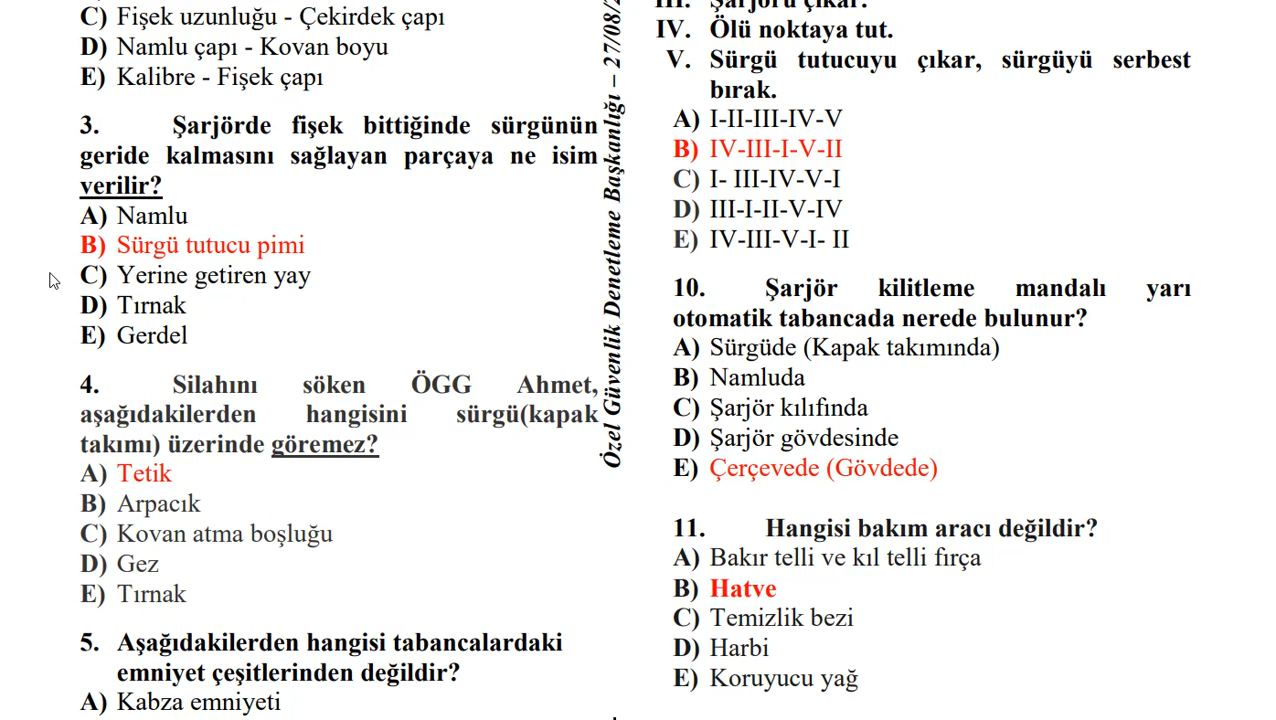 C) Fişek uzunluğu - Çekirdek çapı
D) Namlu çapı - Kovan boyu
E) Kalibre - Fişek çapı
3. Şarjörde fişek bittiğinde sürgünün
geride kalmasını sağlayan parçaya ne isim
verilir?
A) Namlu
B) Sürgü tutucu pimi
C) Yerine getiren yay
D) Tırnak
E) Gerdel
4. Silahını söken ÖGG Ahmet,
aşağıdakilerden hangisini sürgü(kapak
takımı) üzerinde göremez?
A) Tetik
B) Arpacık
C) Kovan atma boşluğu
D) Gez
E) Tırnak
5. Aşağıdakilerden hangisi tabancalardaki
emniyet çeşitlerinden değildir?
A) Kabza emniyeti
Özel Güvenlik Denetleme Başkanlığı – 27/08/
III. Şarjörü çıkar.
IV. Ölü noktaya tut.
V. Sürgü tutucuyu çıkar, sürgüyü serbest
bırak.
A) I-II-III-IV-V
B) IV-III-I-V-II
C) I- III-IV-V-I
D) III-I-II-V-IV
E) IV-III-V-I- II
10. Şarjör kilitleme mandalı yarı
otomatik tabancada nerede bulunur?
A) Sürgüde (Kapak takımında)
B) Namluda
C) Şarjör kılıfında
D) Şarjör gövdesinde
E) Çerçevede (Gövdede)
11. Hangisi bakım aracı değildir?
A) Bakır telli ve kıl telli fırça
B) Hatve
C) Temizlik bezi
D) Harbi
E) Koruyucu yağ